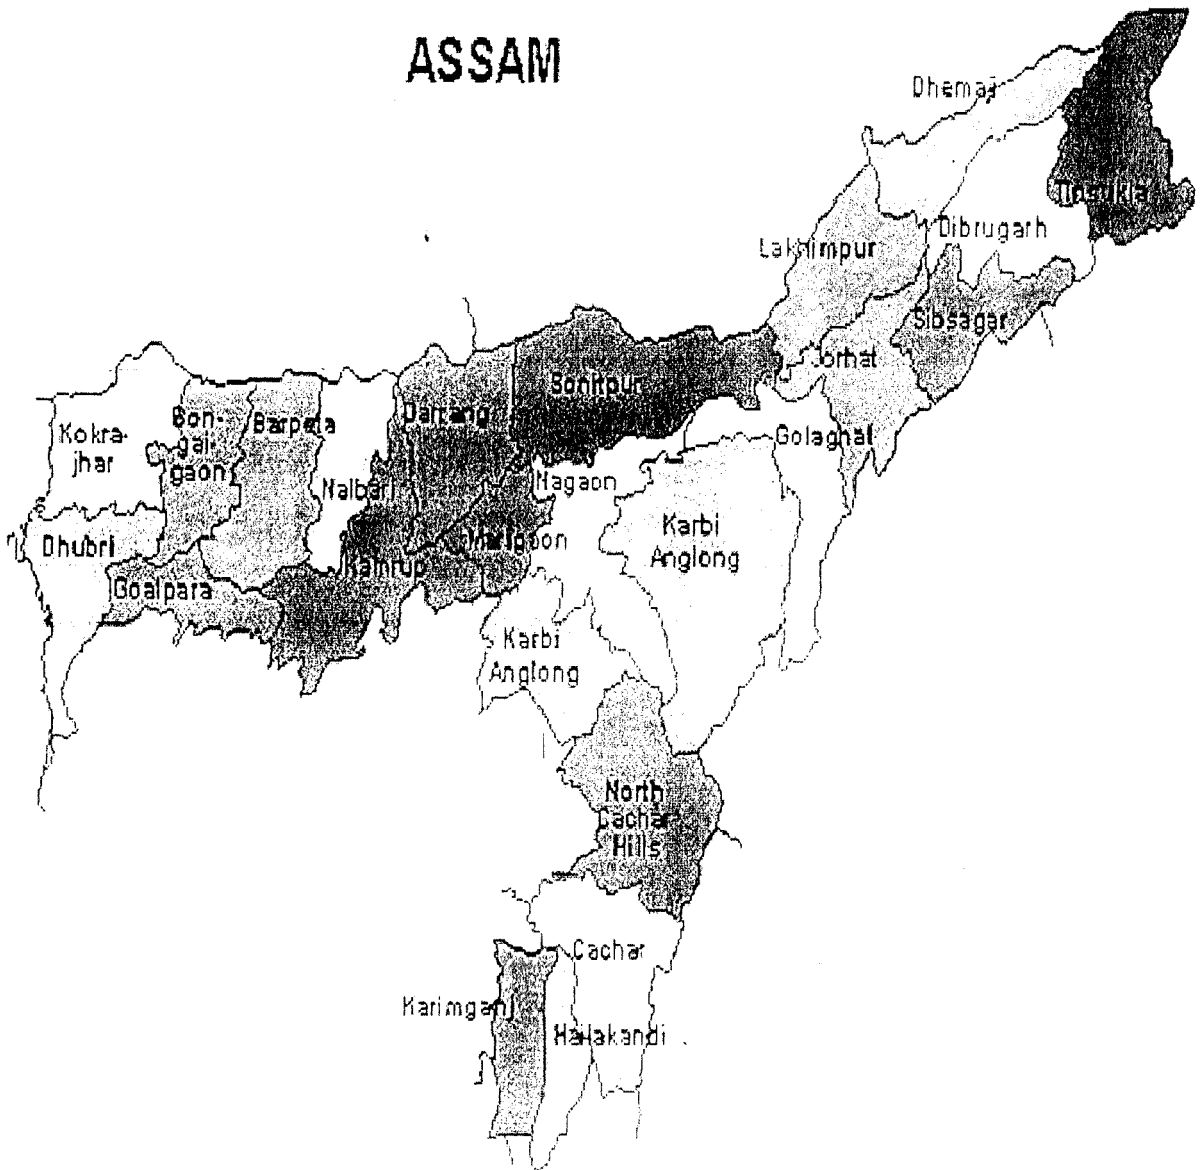 ASSAM
Dhemaji
Tinsukia
Dibrugarh
Lakhimpur
Sibsagar
Jorhat
Sonitpur
Darrang
Bon-
gai-
gaon
Barpeta
Kokra-
jhar
Golaghat
Nagaon
Nalbari
Karbi
Anglong
Marigaon
Dhubri
Kamrup
Goalpara
Karbi
Anglong
North
Cachar
Hills
Cachar
Karimganj
Hailakandi